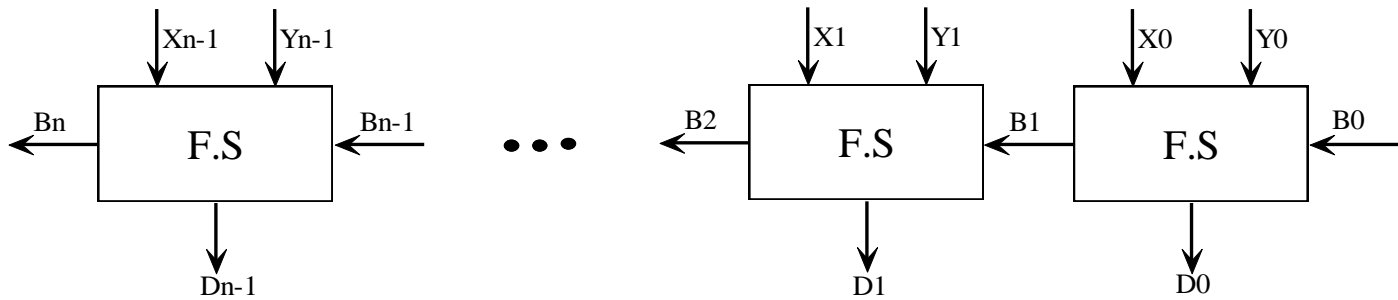 Xn-1 Yn-1 X1 Y1 X0 Y0
Bn Bn-1 B2 B1 B0
F.S F.S F.S
Dn-1 D1 D0